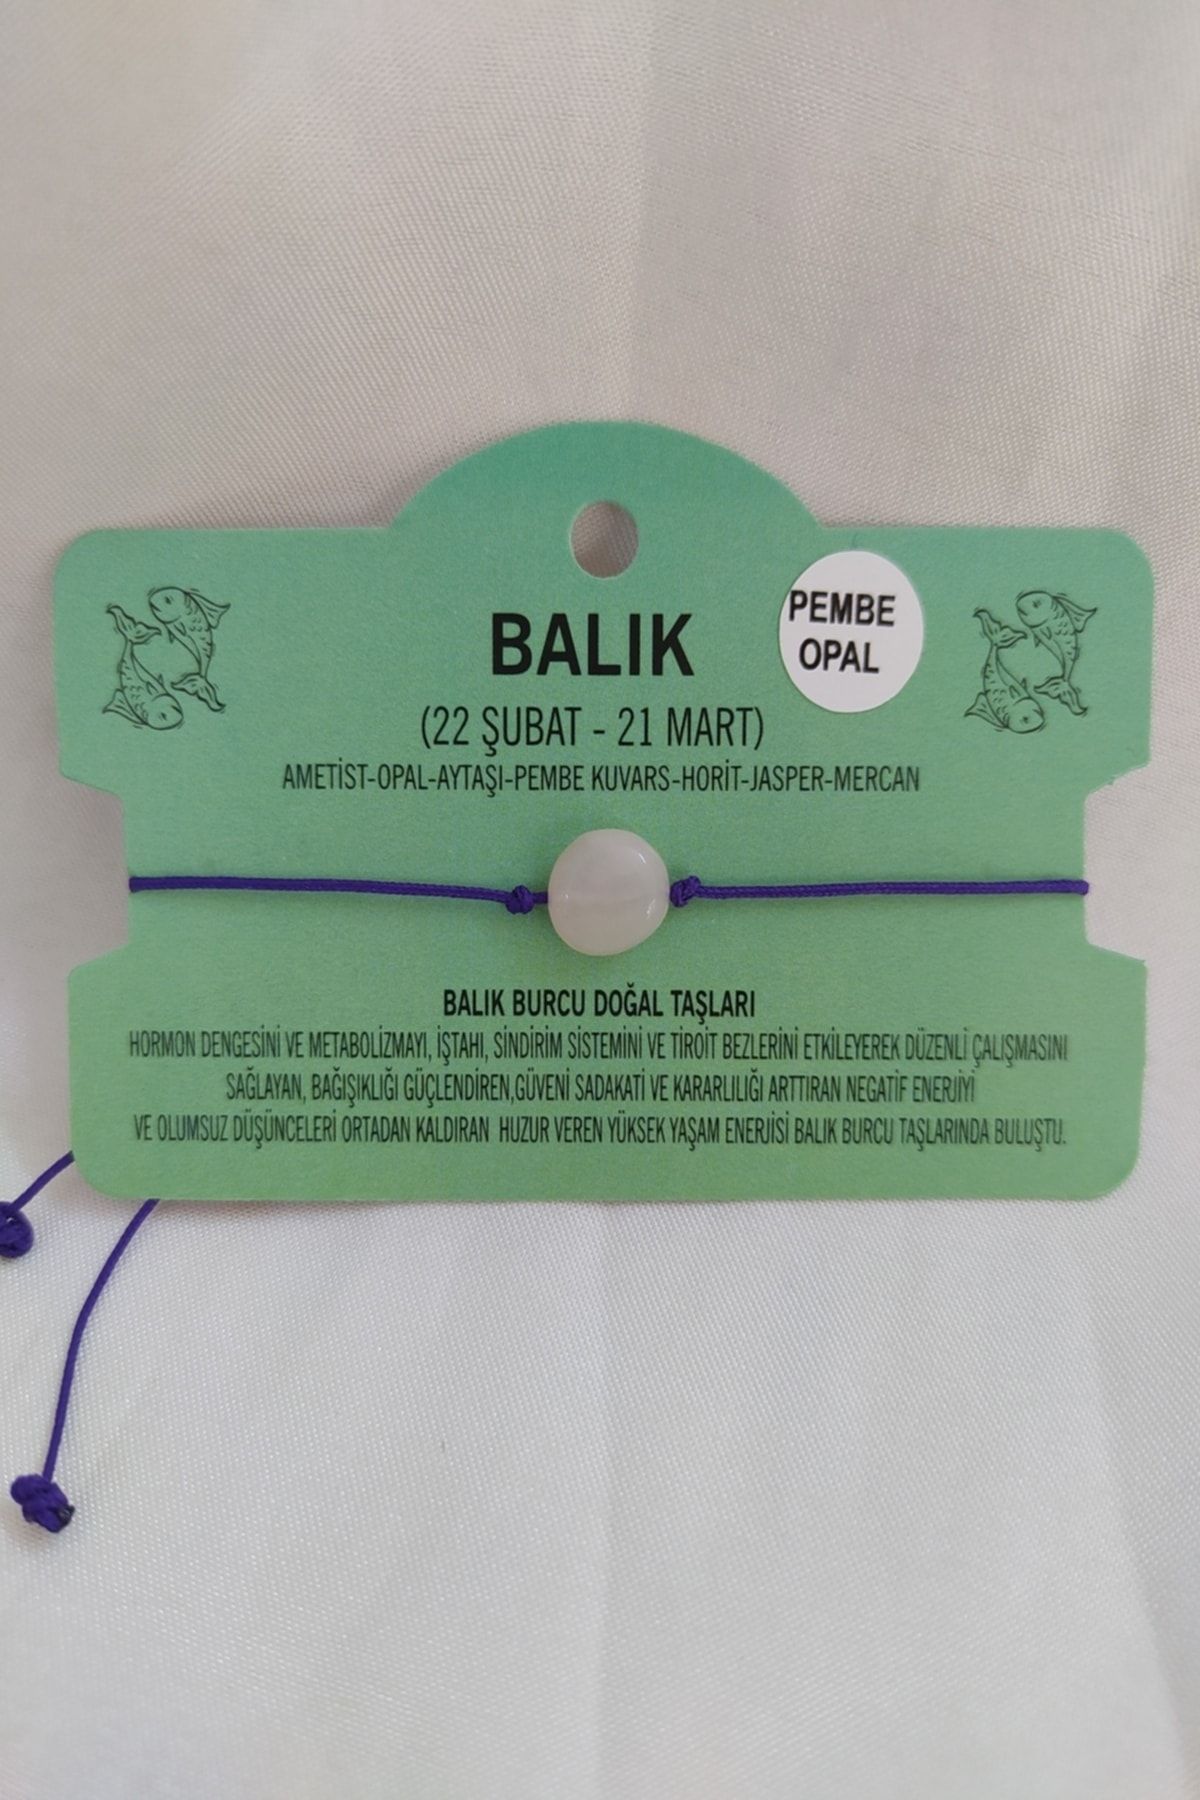 BALIK
PEMBE
OPAL
(22 ŞUBAT - 21 MART)
AMETİST-OPAL-AYTAŞI-PEMBE KUVARS-HORİT-JASPER-MERCAN
BALIK BURCU DOĞAL TAŞLARI
HORMON DENGESİNİ VE METABOLİZMAYI, İŞTAHI, SİNDİRİM SİSTEMİNİ VE TİROİT BEZLERİNİ ETKİLEYEREK DÜZENLİ ÇALIŞMASINI
SAĞLAYAN, BAĞIŞIKLIĞI GÜÇLENDİREN,GÜVENİ SADAKATİ VE KARARLILIĞI ARTTIRAN NEGATİF ENERJİYİ
VE OLUMSUZ DÜŞÜNCELERİ ORTADAN KALDIRAN HUZUR VEREN YÜKSEK YAŞAM ENERJİSİ BALIK BURCU TAŞLARINDA BULUŞTU.